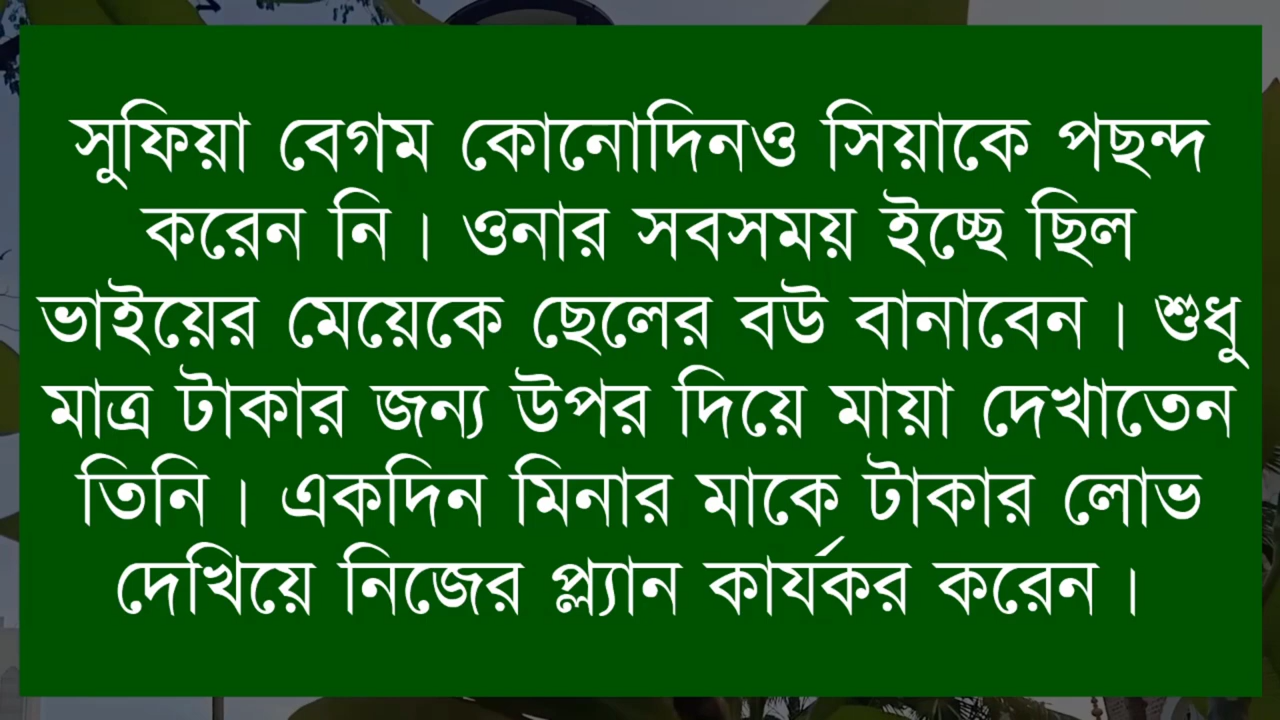 সুফিয়া বেগম কোনোদিনও সিয়াকে পছন্দ
করেন নি । ওনার সবসময় ইচ্ছে ছিল
ভাইয়ের মেয়েকে ছেলের বউ বানাবেন । শুধু
মাত্র টাকার জন্য উপর দিয়ে মায়া দেখাতেন
তিনি । একদিন মিনার মাকে টাকার লোভ
দেখিয়ে নিজের প্ল্যান কার্যকর করেন ।